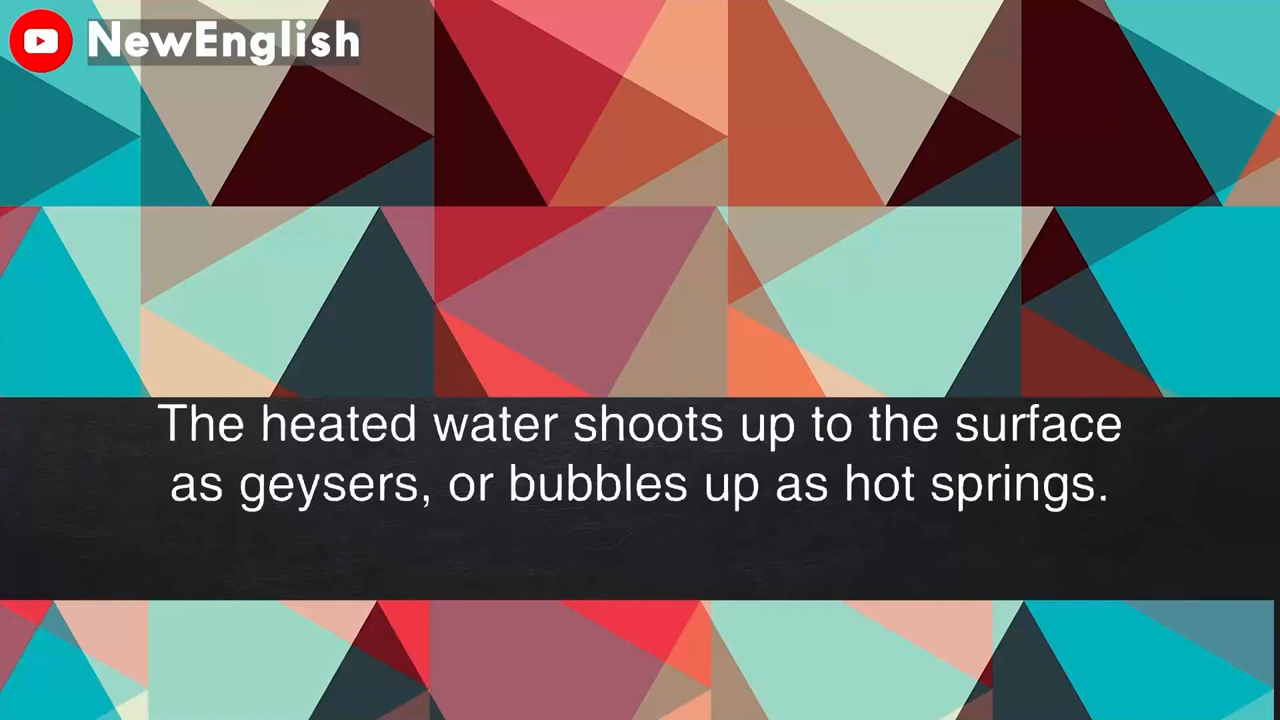 NewEnglish
The heated water shoots up to the surface
as geysers, or bubbles up as hot springs.